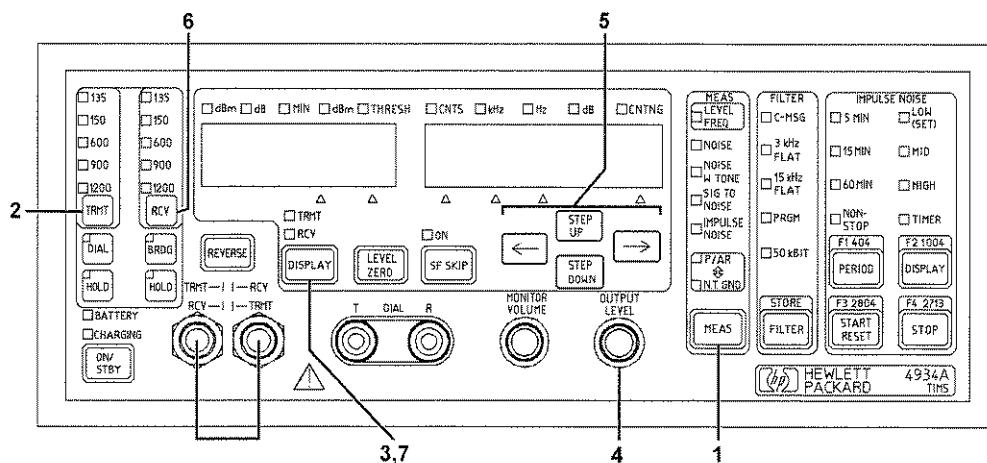 6
5
2
135
150
600
900
1200
TRMT
DIAL
HOLD
BATTERY
CHARGING
ON/
STBY
135
150
600
900
1200
RCV
BRDG
HOLD
REVERSE
TRMT RCV
RCV TRMT
dBm dB MIN dBm THRESH
CNTS kHz Hz dB CNTNG
TRMT
RCV
DISPLAY
LEVEL
ZERO
ON
SF SKIP
STEP
UP
STEP
DOWN
T DIAL R
MONITOR
VOLUME
OUTPUT
LEVEL
MEAS
LEVEL
FREQ
NOISE
NOISE
W TONE
SIG TO
NOISE
IMPULSE
NOISE
P/AR
N.T GND
MEAS
FILTER
C-MSG
3 kHz
FLAT
15 kHz
FLAT
PRGM
50 kBIT
STORE
FILTER
IMPULSE NOISE
5 MIN
15 MIN
60 MIN
NON-
STOP
LOW
(SET)
MID
HIGH
TIMER
F1 404
PERIOD
F2 1004
DISPLAY
F3 2804
START
RESET
F4 2713
STOP
hp HEWLETT
PACKARD
4934A
TIMS
3,7
4
1